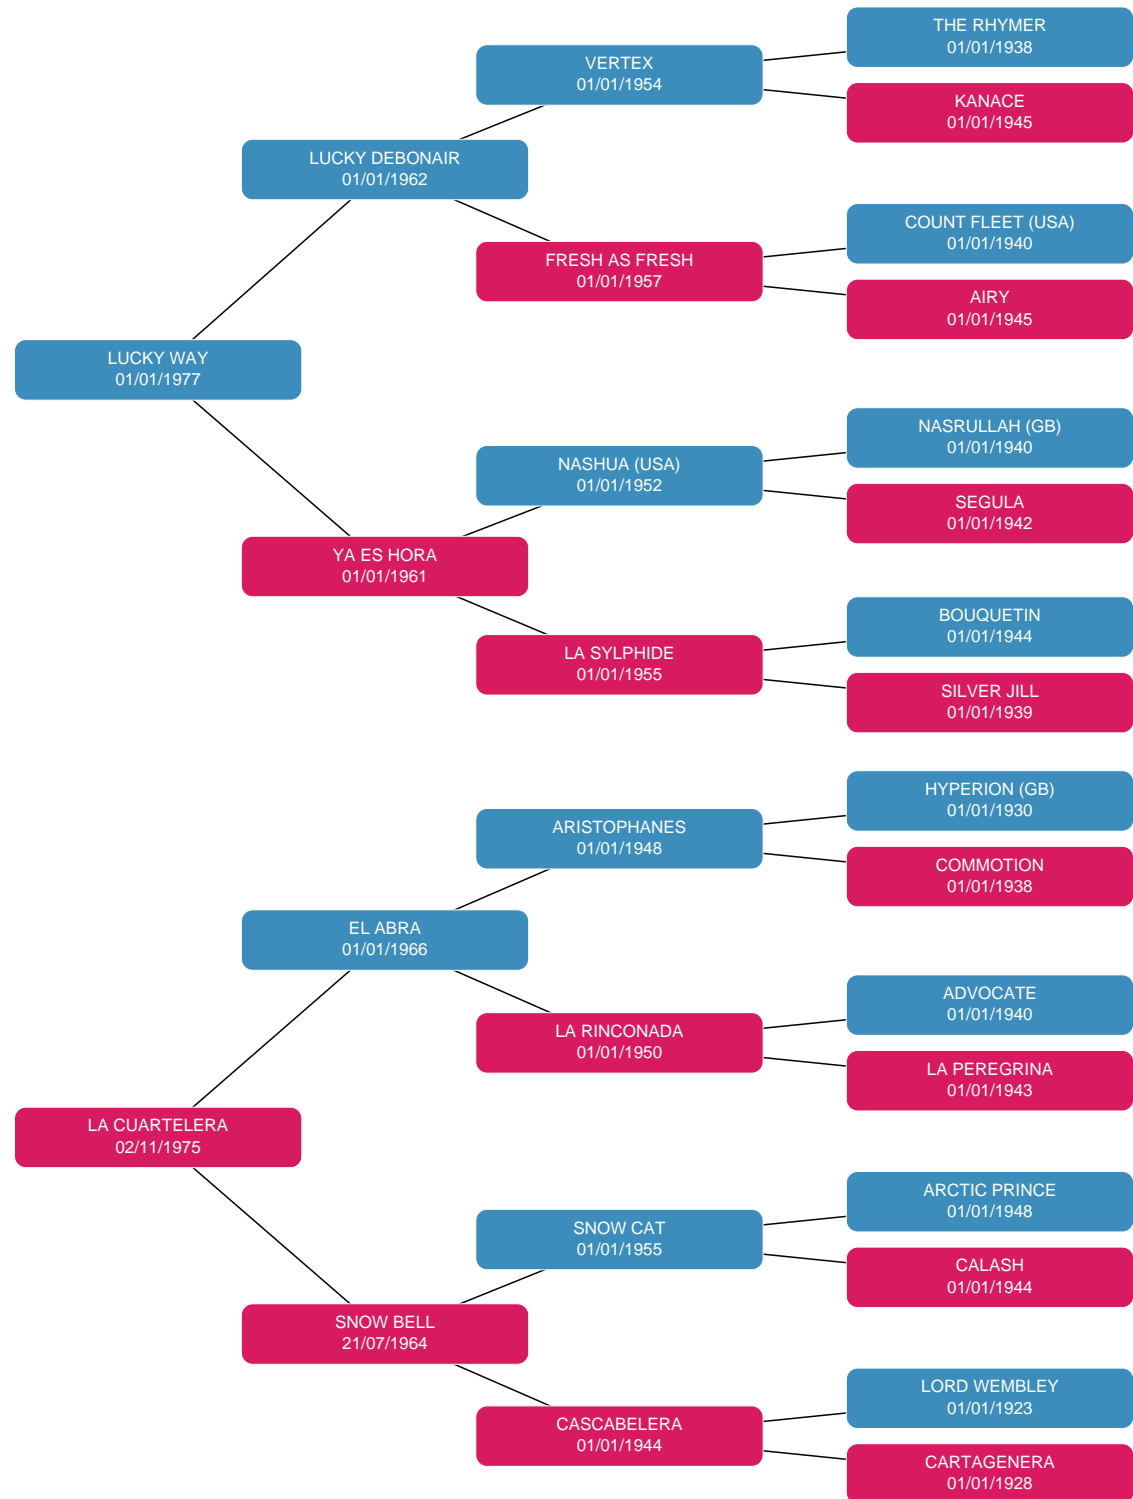 THE RHYMER
01/01/1938
VERTEX
01/01/1954
KANACE
01/01/1945
LUCKY DEBONAIR
01/01/1962
COUNT FLEET (USA)
01/01/1940
FRESH AS FRESH
01/01/1957
AIRY
01/01/1945
LUCKY WAY
01/01/1977
NASRULLAH (GB)
01/01/1940
NASHUA (USA)
01/01/1952
SEGULA
01/01/1942
YA ES HORA
01/01/1961
BOUQUETIN
01/01/1944
LA SYLPHIDE
01/01/1955
SILVER JILL
01/01/1939
HYPERION (GB)
01/01/1930
ARISTOPHANES
01/01/1948
COMMOTION
01/01/1938
EL ABRA
01/01/1966
ADVOCATE
01/01/1940
LA RINCONADA
01/01/1950
LA PEREGRINA
01/01/1943
LA CUARTELERA
02/11/1975
ARCTIC PRINCE
01/01/1948
SNOW CAT
01/01/1955
CALASH
01/01/1944
SNOW BELL
21/07/1964
LORD WEMBLEY
01/01/1923
CASCABELERA
01/01/1944
CARTAGENERA
01/01/1928